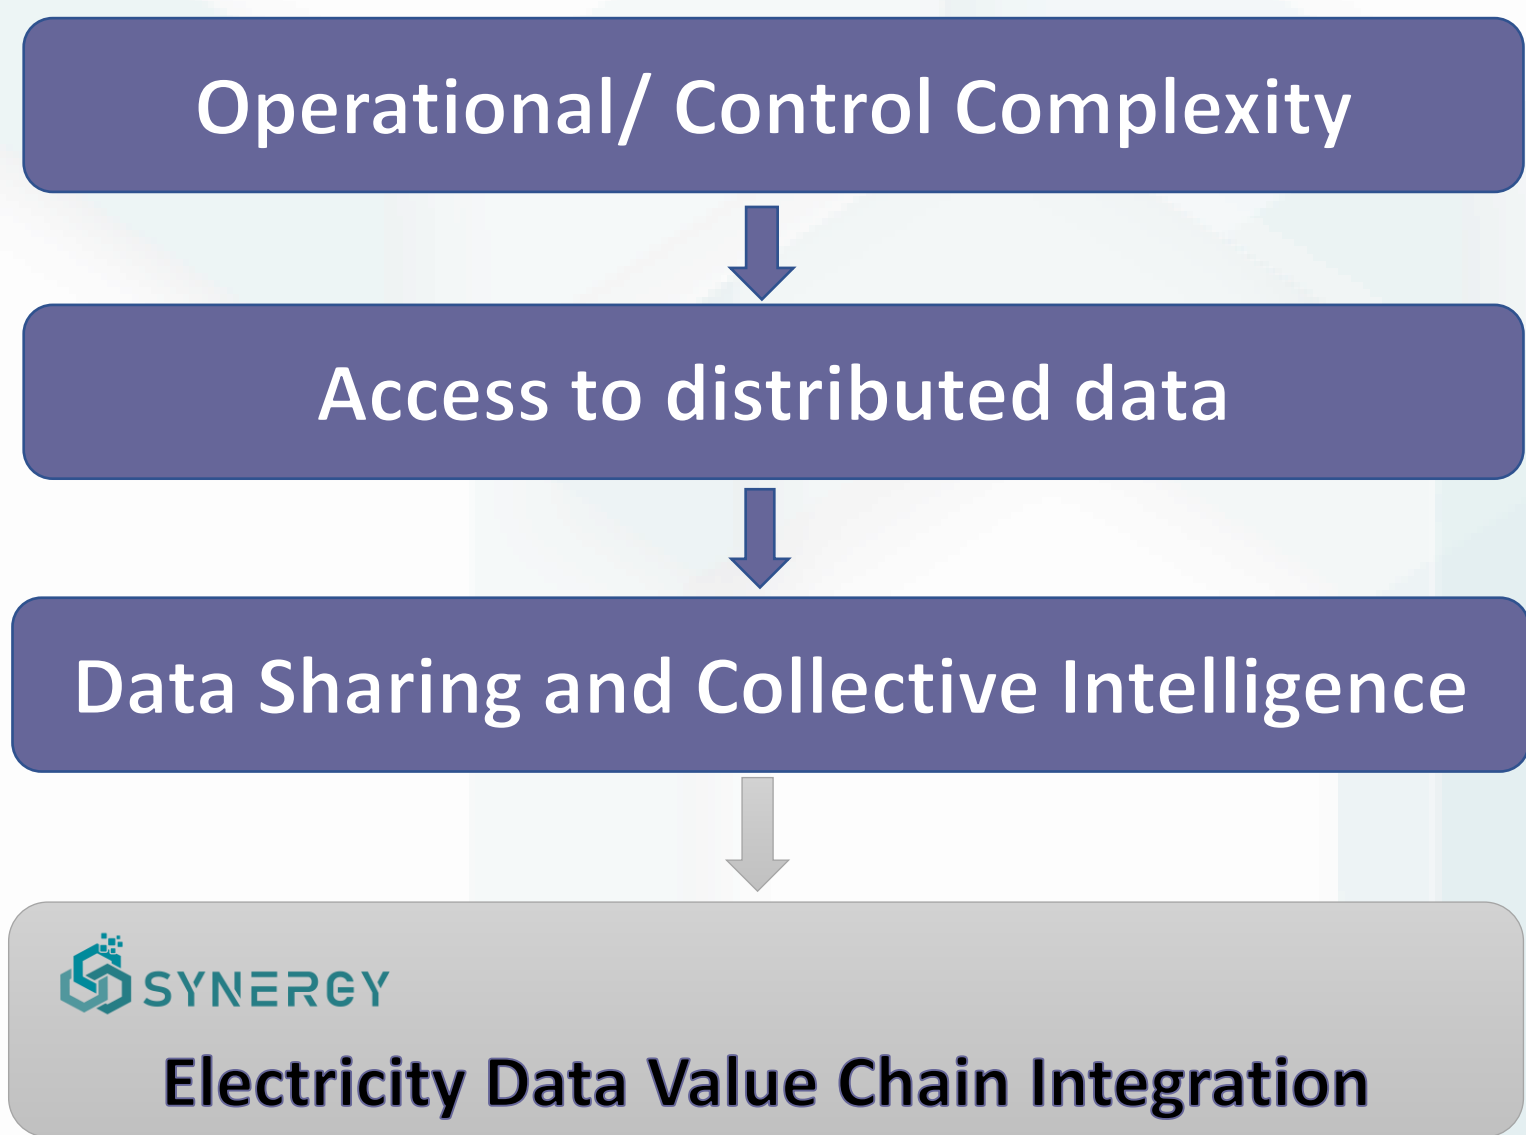 Operational/ Control Complexity
Access to distributed data
Data Sharing and Collective Intelligence
SYNERGY
Electricity Data Value Chain Integration